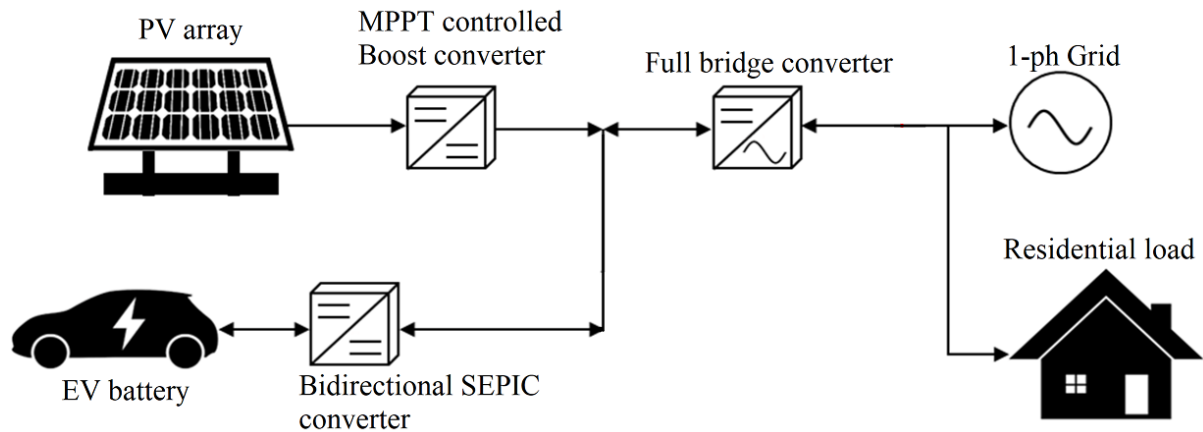 PV array
MPPT controlled
Boost converter
Full bridge converter
1-ph Grid
Residential load
EV battery
Bidirectional SEPIC
converter